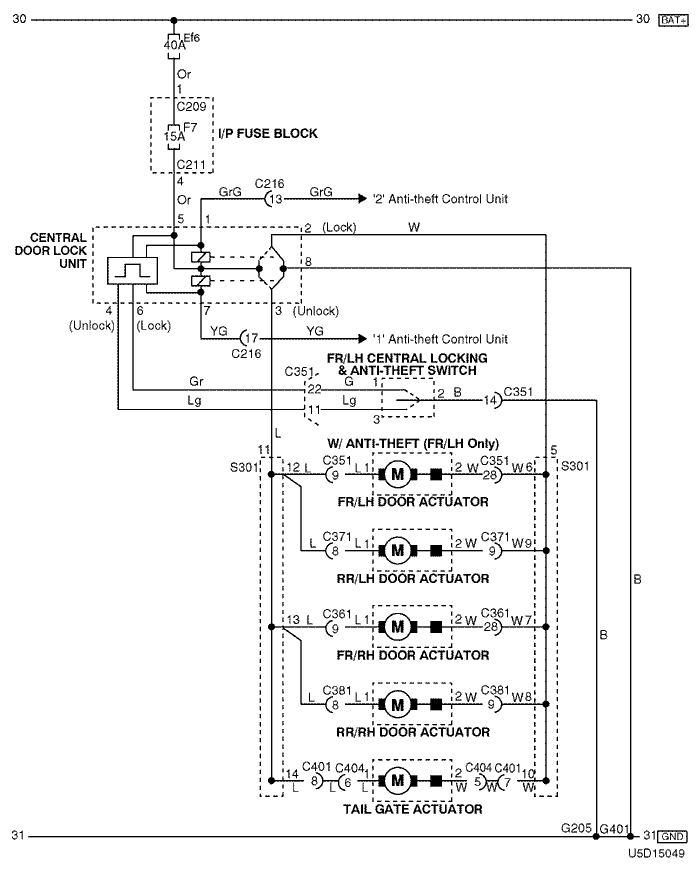 30 30 BAT+
Ef6
40A
Or
1
C209
F7
15A I/P FUSE BLOCK
C211
4
Or
GrG C216 13 GrG '2' Anti-theft Control Unit
5 1 2 (Lock) W
CENTRAL
DOOR LOCK
UNIT
8
4 6 7 3 (Unlock)
(Unlock) (Lock)
YG 17 YG '1' Anti-theft Control Unit
C216
FR/LH CENTRAL LOCKING
& ANTI-THEFT SWITCH
C351
Gr 22 G 1 2 B 14 C351
Lg 11 Lg 3
L
W/ ANTI-THEFT (FR/LH Only)
11 5
S301 12 L C351 9 L 1 M 2 W C351 28 W 6 S301
FR/LH DOOR ACTUATOR
L C371 8 L 1 M 2 W C371 9 W 9
RR/LH DOOR ACTUATOR
B
13 L C361 9 L 1 M 2 W C361 28 W 7
B
FR/RH DOOR ACTUATOR
L C381 8 L 1 M 2 W C381 9 W 8
RR/RH DOOR ACTUATOR
14 L C401 8 L C404 6 1 L M 2 W C404 5 W C401 7 10 W
TAIL GATE ACTUATOR
31 G205 G401 31 GND
U5D15049